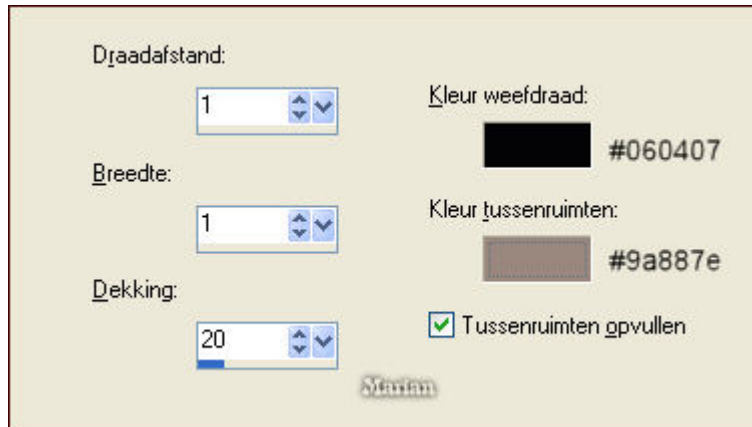 Draadafstand:
1
Breedte:
1
Dekking:
20
Kleur weefdraad:
#060407
Kleur tussenruimten:
#9a887e
Tussenruimten opvullen
Marian